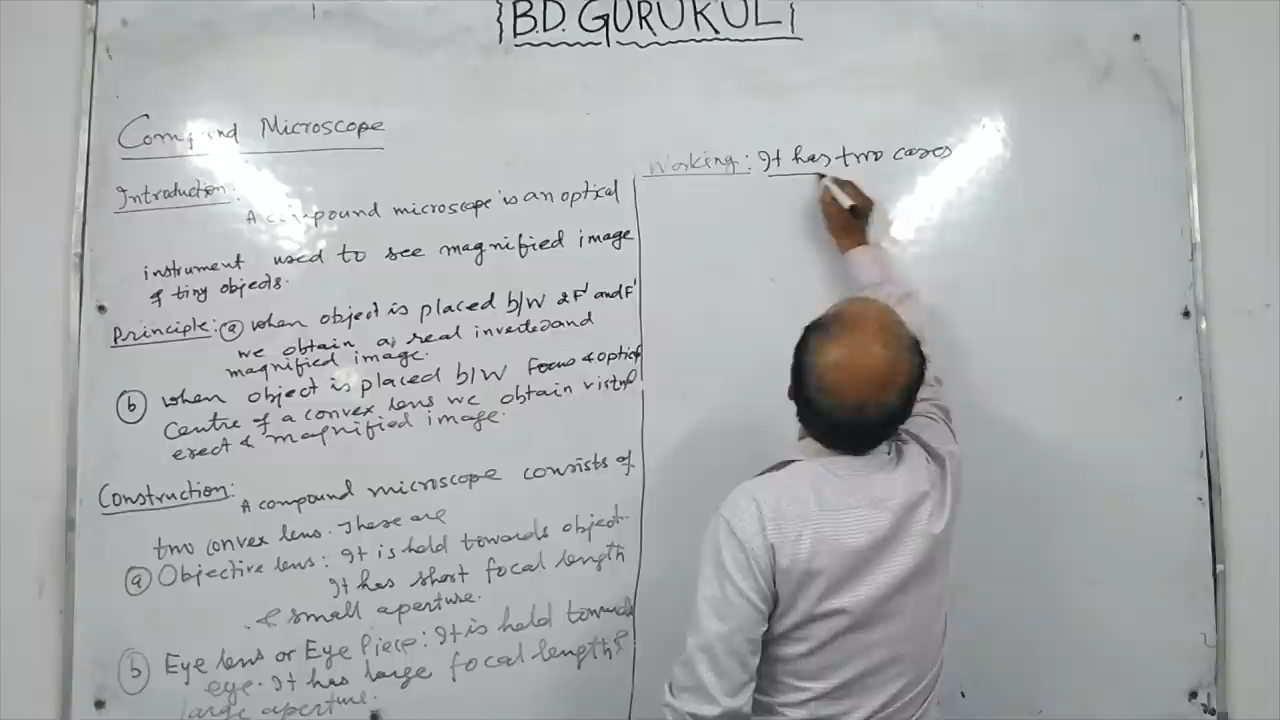 {B.D. GURUKUL}
Compound Microscope
Introduction:
A compound microscope is an optical
instrument used to see magnified image
of tiny objects.
Principle: (a) When object is placed b/w 2F' and F'
we obtain a real inverted and
magnified image.
(b) When object is placed b/w Focus & optical
Centre of a convex lens we obtain virtual
erect & magnified image.
Construction: A compound microscope consists of
two convex lens. These are
(a) Objective lens: It is held towards object.
It has short focal length
& small aperture.
(b) Eye lens or Eye Piece: It is held towards
eye. It has large focal length &
large aperture.
Working: It has two cases